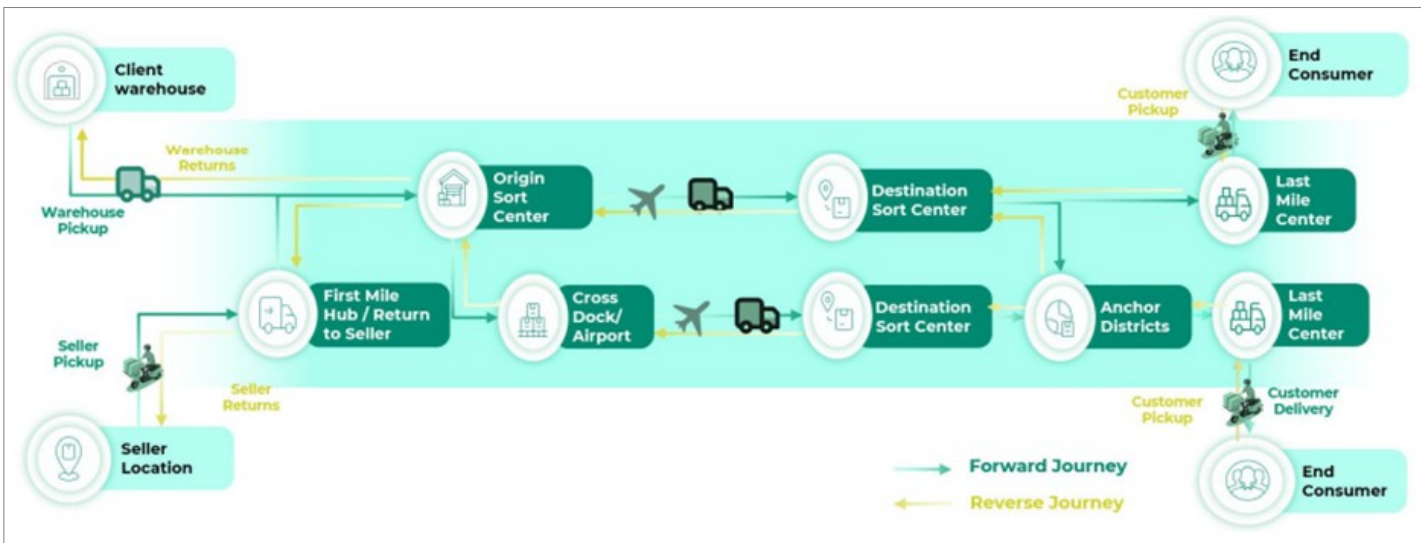 Client
warehouse
End
Consumer
Customer
Pickup
Warehouse
Returns
Warehouse
Pickup
Origin
Sort
Center
Destination
Sort Center
Last
Mile
Center
First Mile
Hub / Return
to Seller
Cross
Dock/
Airport
Destination
Sort Center
Anchor
Districts
Last
Mile
Center
Seller
Pickup
Seller
Returns
Customer
Pickup
Customer
Delivery
Seller
Location
Forward Journey
Reverse Journey
End
Consumer